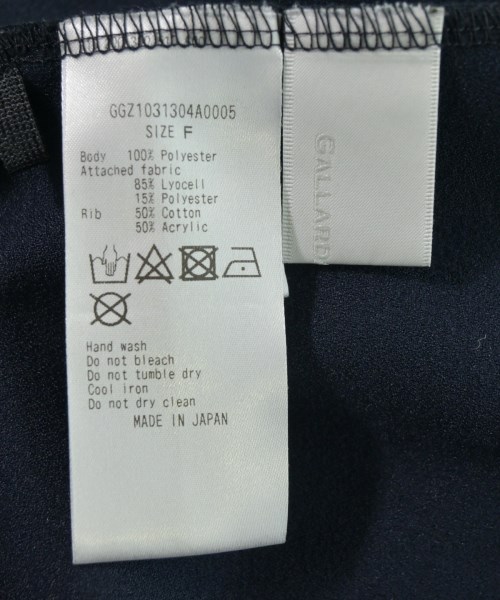 GGZ1031304A0005
SIZE F
Body 100% Polyester
Attached fabric
85% Lyocell
15% Polyester
Rib 50% Cotton
50% Acrylic
Hand wash
Do not bleach
Do not tumble dry
Cool iron
Do not dry clean
MADE IN JAPAN